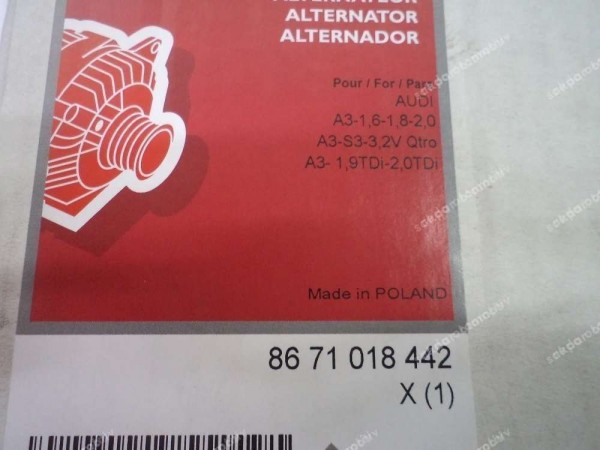 ALTERNATEUR
ALTERNATOR
ALTERNADOR
Pour / For / Para
AUDI
A3-1,6-1,8-2,0
A3-S3-3,2V Qtro
A3- 1,9TDi-2,0TDi
Made in POLAND
86 71 018 442
X (1)